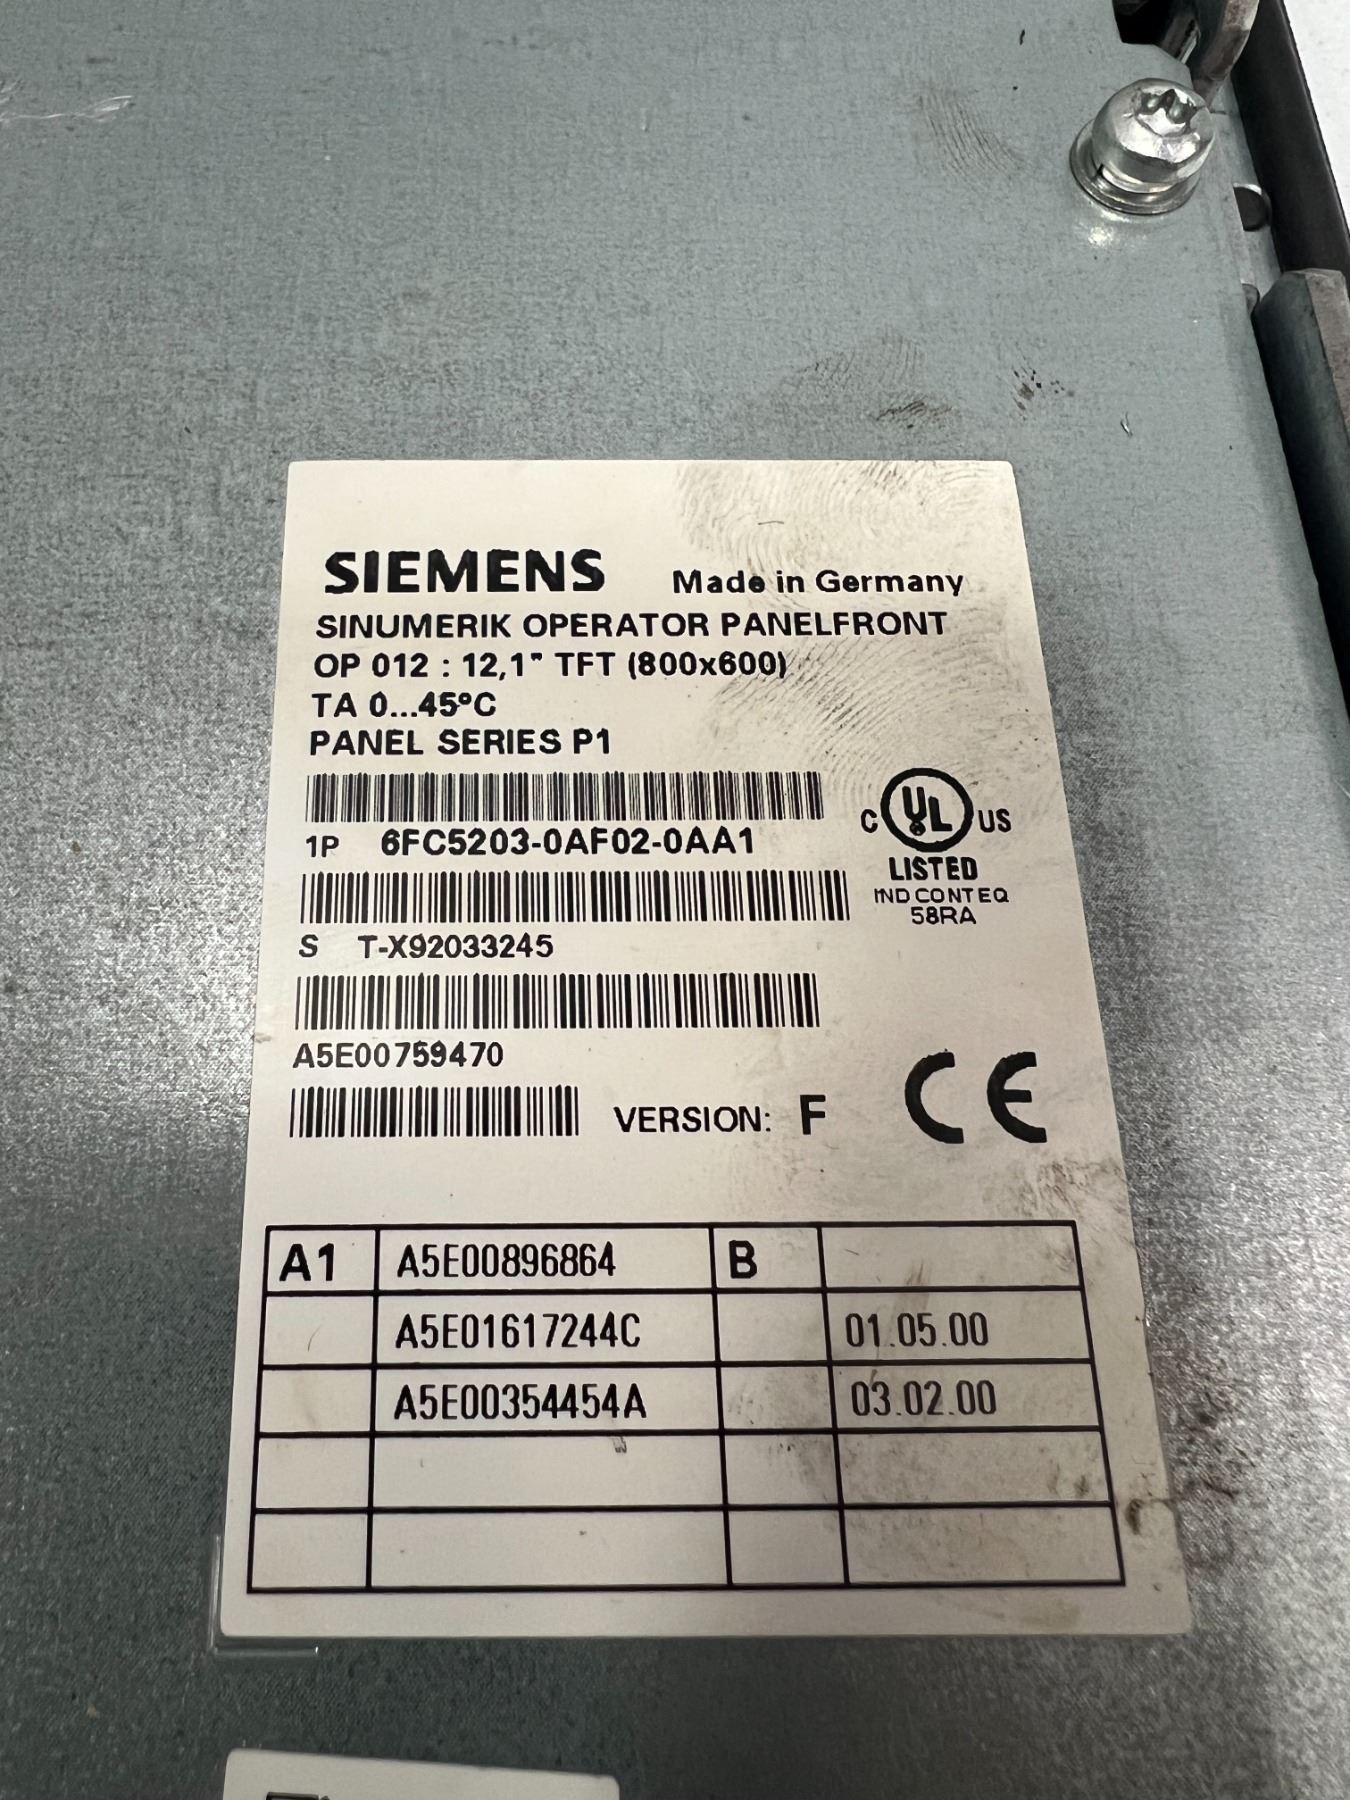 SIEMENS Made in Germany
SINUMERIK OPERATOR PANELFRONT
OP 012 : 12,1" TFT (800x600)
TA 0...45°C
PANEL SERIES P1
1P 6FC5203-0AF02-0AA1
C UL US
LISTED
IND CONT EQ
58RA
S T-X92033245
A5E00759470
VERSION: F CE
A1 A5E00896864 B
A5E01617244C 01.05.00
A5E00354454A 03.02.00